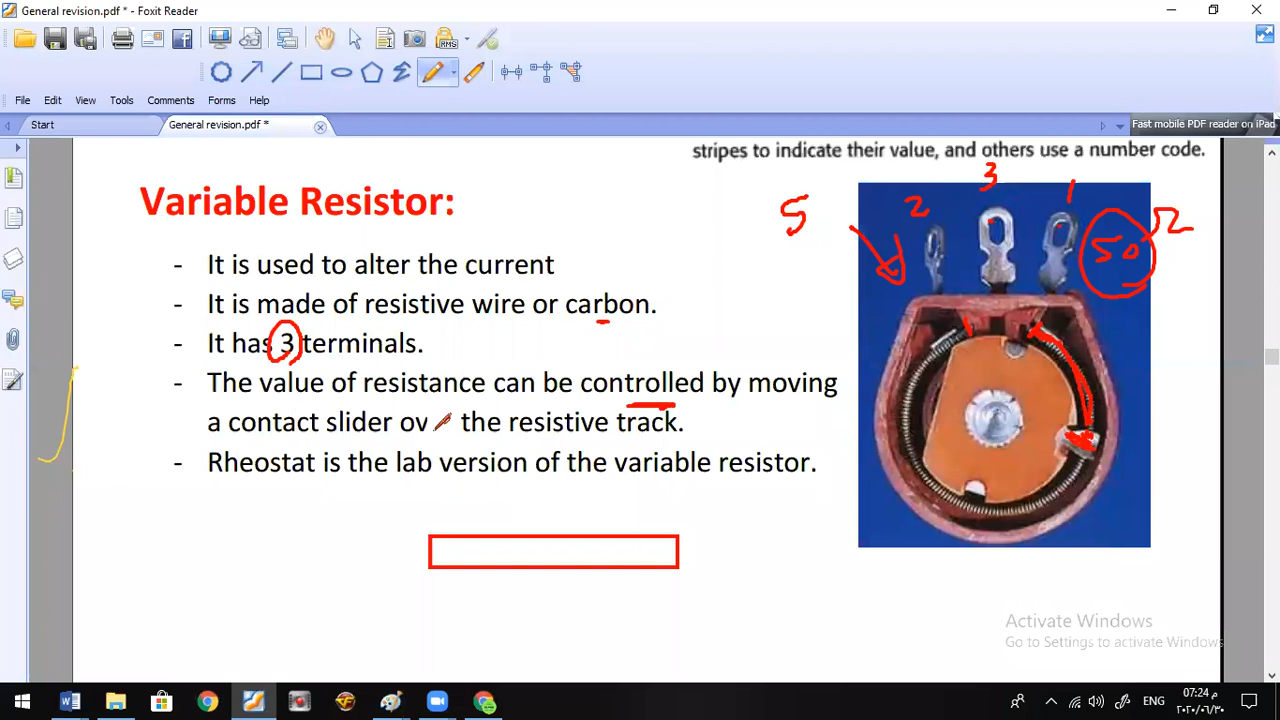 General revision.pdf * - Foxit Reader
File Edit View Tools Comments Forms Help
Start General revision.pdf * Fast mobile PDF reader on iPad
stripes to indicate their value, and others use a number code.
Variable Resistor:
- It is used to alter the current
- It is made of resistive wire or carbon.
- It has 3 terminals.
- The value of resistance can be controlled by moving
a contact slider ov the resistive track.
- Rheostat is the lab version of the variable resistor.
5 2 3 1
50 Ω
Activate Windows
Go to Settings to activate Windows.
ENG 07:24 م
٢٠٢٠/٠٦/٣٠